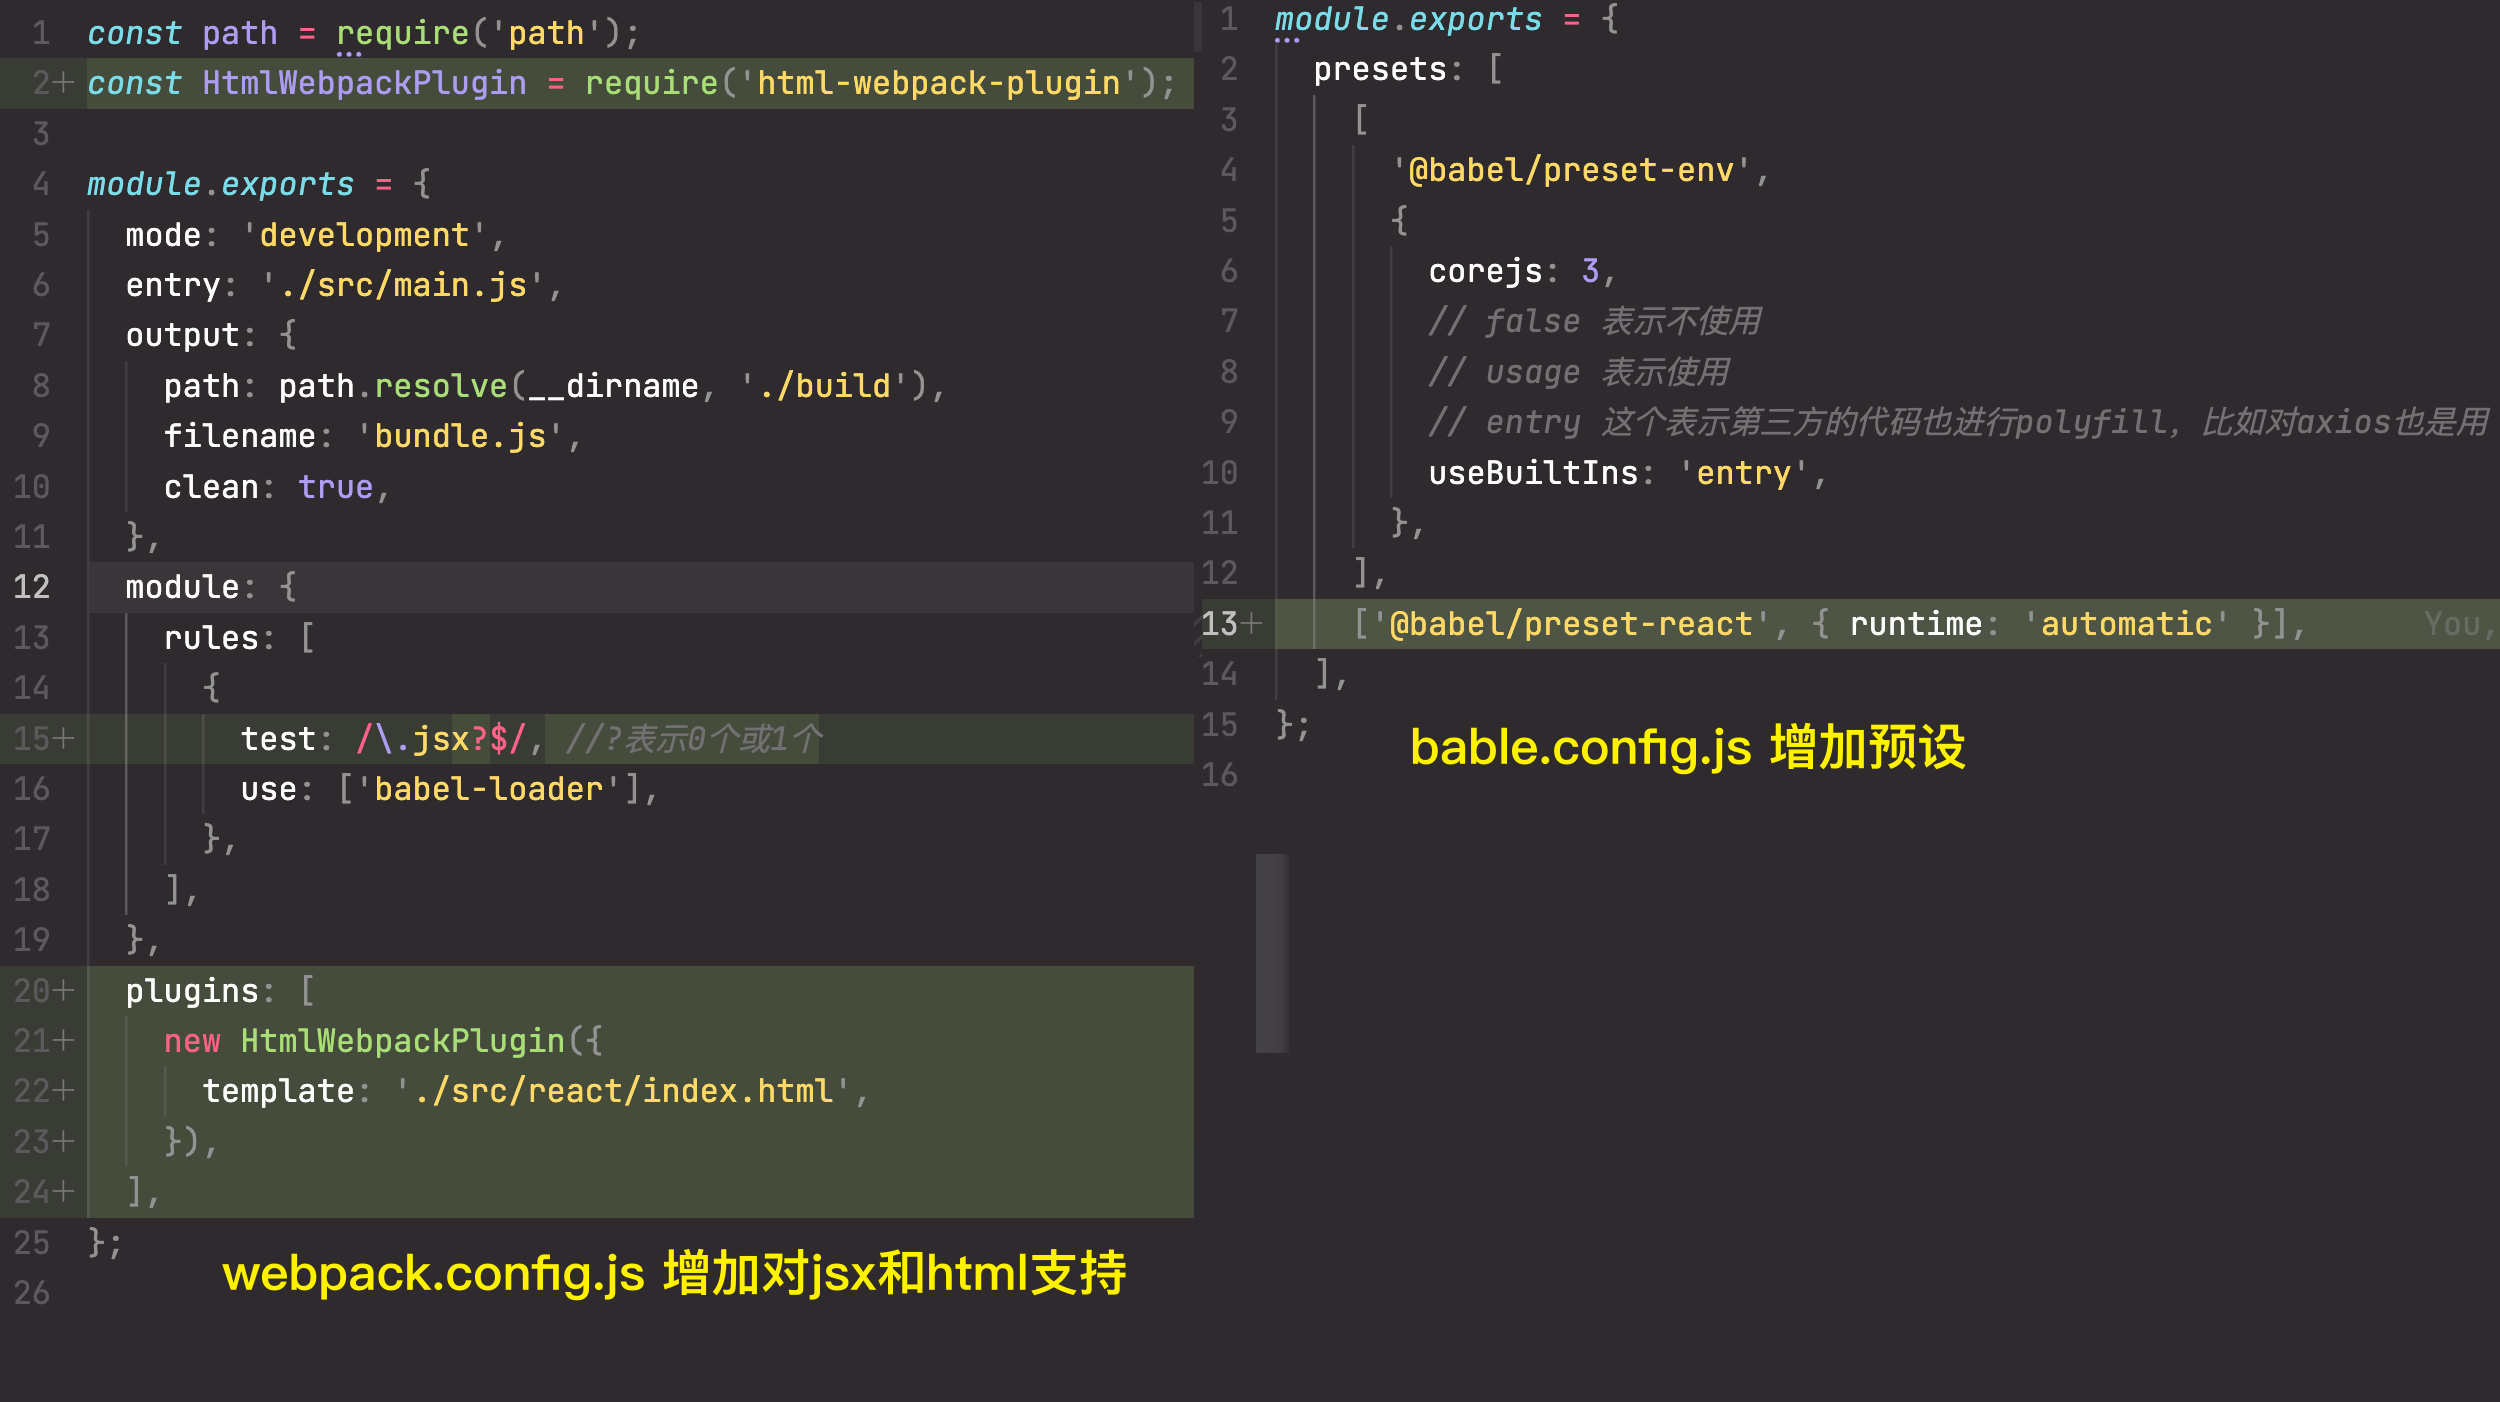 1 const path = require('path');
2+ const HtmlWebpackPlugin = require('html-webpack-plugin');
3
4 module.exports = {
5 mode: 'development',
6 entry: './src/main.js',
7 output: {
8 path: path.resolve(__dirname, './build'),
9 filename: 'bundle.js',
10 clean: true,
11 },
12 module: {
13 rules: [
14 {
15+ test: /\.jsx?$/, //?表示0个或1个
16 use: ['babel-loader'],
17 },
18 ],
19 },
20+ plugins: [
21+ new HtmlWebpackPlugin({
22+ template: './src/react/index.html',
23+ }),
24+ ],
25 };
26
webpack.config.js 增加对jsx和html支持
1 module.exports = {
2 presets: [
3 [
4 '@babel/preset-env',
5 {
6 corejs: 3,
7 // false 表示不使用
8 // usage 表示使用
9 // entry 这个表示第三方的代码也进行polyfill, 比如对axios也是用
10 useBuiltIns: 'entry',
11 },
12 ],
13+ ['@babel/preset-react', { runtime: 'automatic' }], You,
14 ],
15 };
16
bable.config.js 增加预设